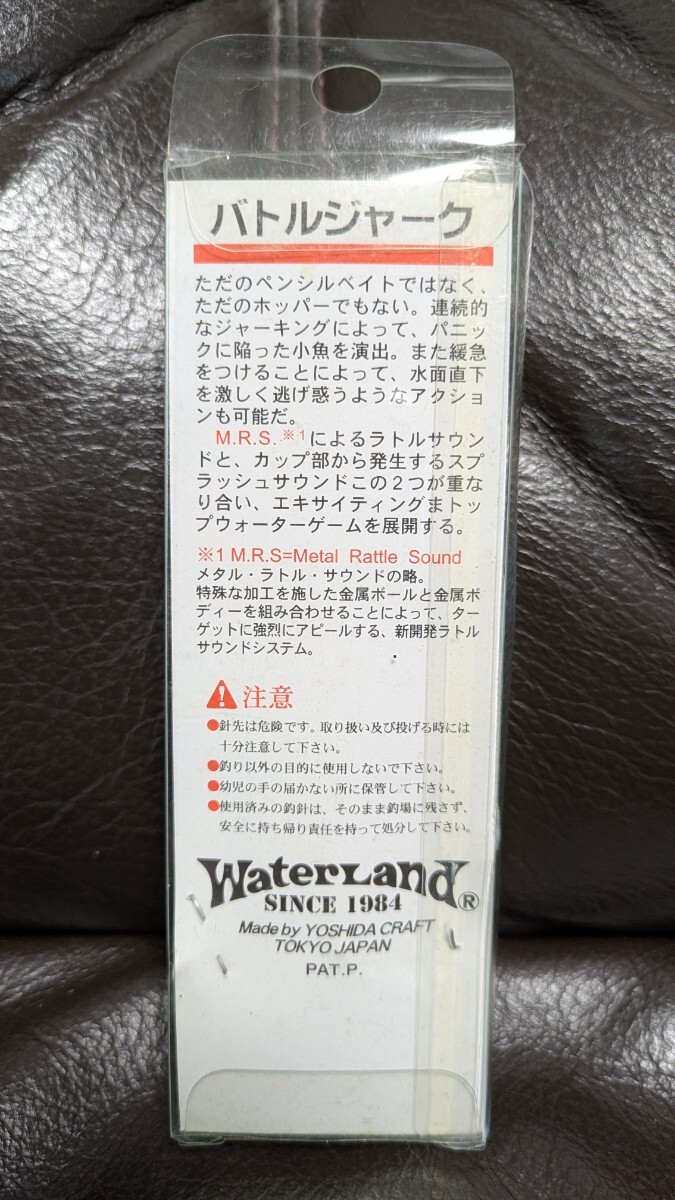 バトルジャーク
ただのペンシルベイトではなく、
ただのホッパーでもない。連続的
なジャーキングによって、パニッ
クに陥った小魚を演出。また緩急
をつけることによって、水面直下
を激しく逃げ惑うようなアクショ
ンも可能だ。
M.R.S.※1によるラトルサウン
ドと、カップ部から発生するスプ
ラッシュサウンドこの2つが重な
り合い、エキサイティングまトッ
プウォーターゲームを展開する。
※1 M.R.S=Metal Rattle Sound
メタル・ラトル・サウンドの略。
特殊な加工を施した金属ボールと金属ボ
ディーを組み合わせることによって、ター
ゲットに強烈にアピールする、新開発ラトル
サウンドシステム。
注意
●針先は危険です。取り扱い及び投げる時には
十分注意して下さい。
●釣り以外の目的に使用しないで下さい。
●幼児の手の届かない所に保管して下さい。
●使用済みの釣針は、そのまま釣場に残さず、
安全に持ち帰り責任を持って処分して下さい。
WaterLand®
SINCE 1984
Made by YOSHIDA CRAFT
TOKYO JAPAN
PAT.P.